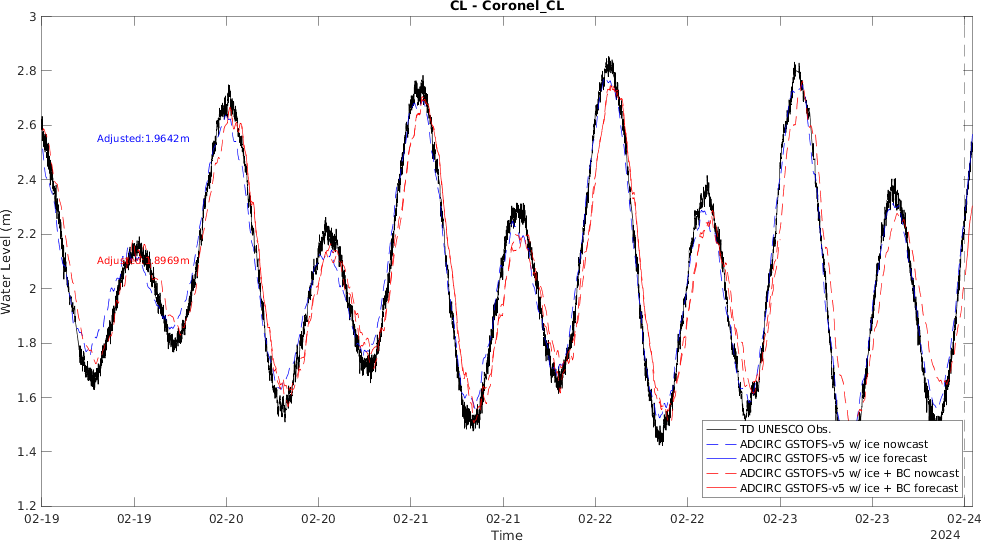 CL - Coronel_CL
3
2.8
2.6
2.4
2.2
2
1.8
1.6
1.4
1.2
Water Level (m)
Adjusted:1.9642m
Adjusted:1.8969m
TD UNESCO Obs.
ADCIRC GSTOFS-v5 w/ ice nowcast
ADCIRC GSTOFS-v5 w/ ice forecast
ADCIRC GSTOFS-v5 w/ ice + BC nowcast
ADCIRC GSTOFS-v5 w/ ice + BC forecast
02-19 02-19 02-20 02-20 02-21 02-21 02-22 02-22 02-23 02-23 02-24
Time
2024